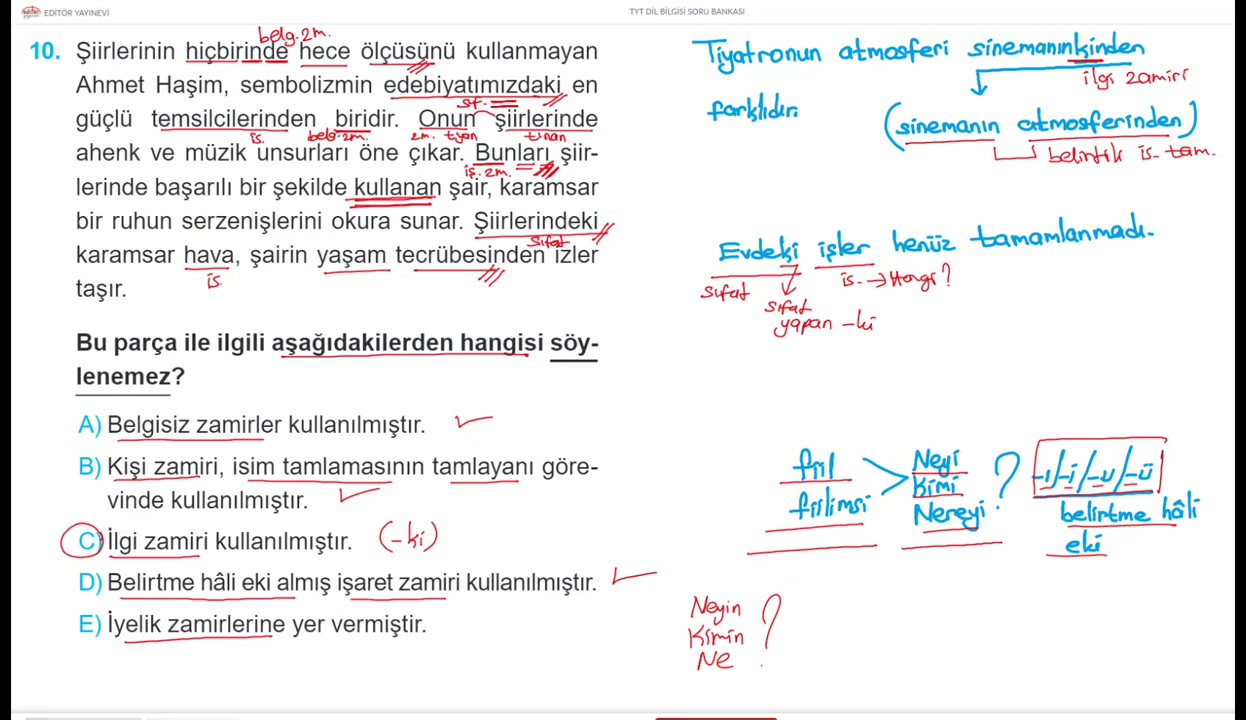 EDİTÖR YAYINEVİ
TYT DİL BİLGİSİ SORU BANKASI
belg. zm.
10. Şiirlerinin hiçbirinde hece ölçüsünü kullanmayan
Ahmet Haşim, sembolizmin edebiyatımızdaki en
sf.
güçlü temsilcilerinden biridir. Onun şiirlerinde
is. belg. zm. zm. tyan tınan
ahenk ve müzik unsurları öne çıkar. Bunları şiir-
iş. zm.
lerinde başarılı bir şekilde kullanan şair, karamsar
bir ruhun serzenişlerini okura sunar. Şiirlerindeki
sıfat
karamsar hava, şairin yaşam tecrübesinden izler
is.
taşır.
Bu parça ile ilgili aşağıdakilerden hangisi söy-
lenemez?
A) Belgisiz zamirler kullanılmıştır.
B) Kişi zamiri, isim tamlamasının tamlayanı göre-
vinde kullanılmıştır.
C) İlgi zamiri kullanılmıştır. (-ki)
D) Belirtme hâli eki almış işaret zamiri kullanılmıştır.
E) İyelik zamirlerine yer vermiştir.
Tiyatronun atmosferi sinemanınkinden
ilgi zamiri
farklıdır.
(sinemanın atmosferinden)
belirtili is. tam.
Evdeki işler henüz tamamlanmadı.
sıfat is. → Hangi?
sıfat
yapan -ki
fiil
fiilimsi
Neyi
Kimi
Nereyi ?
-ı/-i/-u/-ü
belirtme hâli
eki
Neyin
Kimin
Ne ?